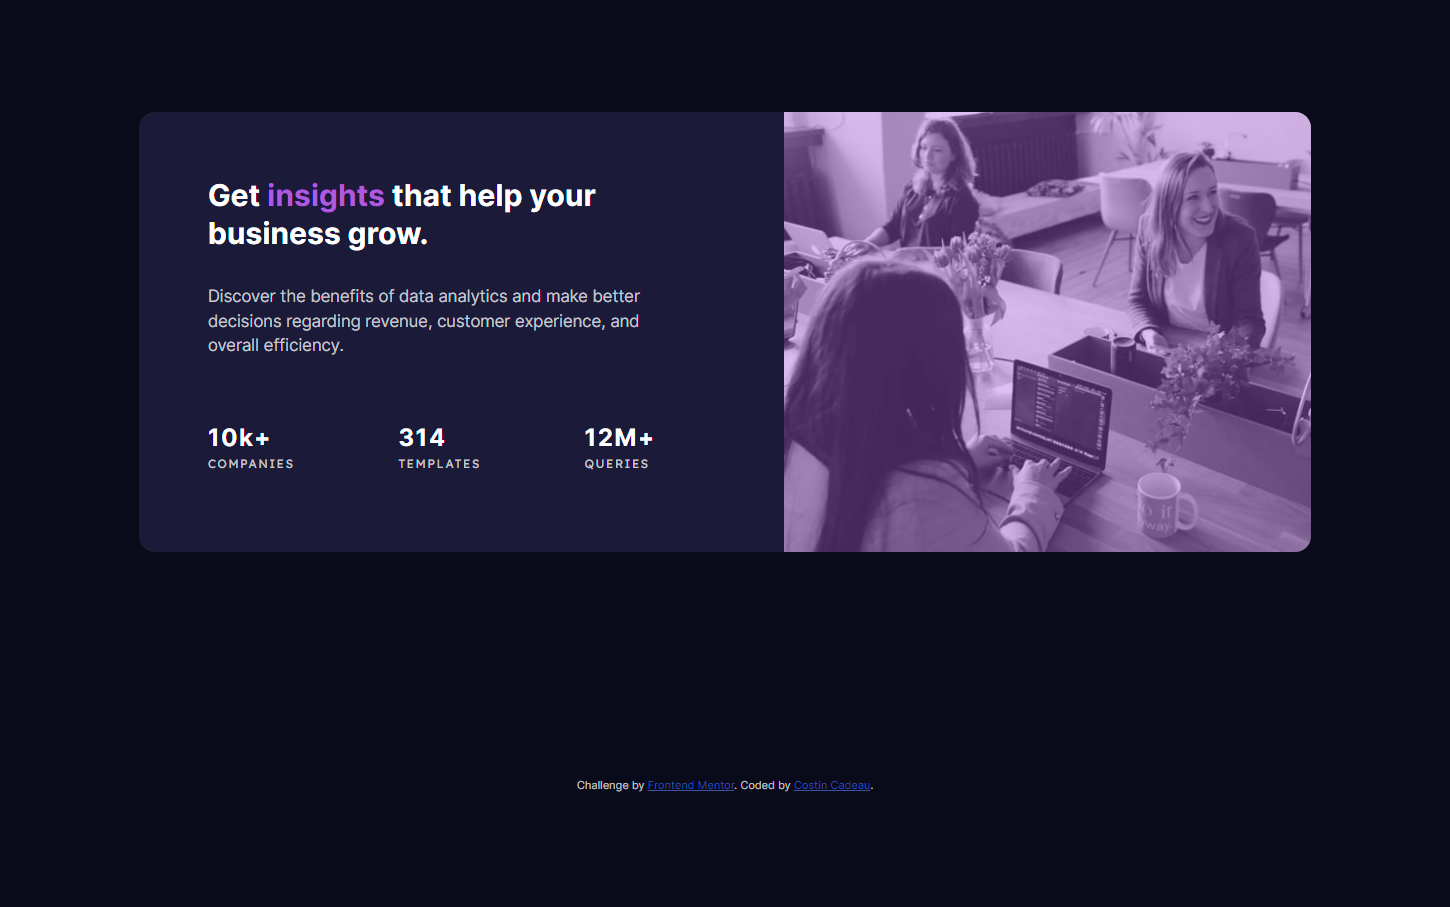 Get insights that help your
business grow.
Discover the benefits of data analytics and make better
decisions regarding revenue, customer experience, and
overall efficiency.
10k+ 314 12M+
COMPANIES TEMPLATES QUERIES
Challenge by Frontend Mentor. Coded by Costin Cadeau.